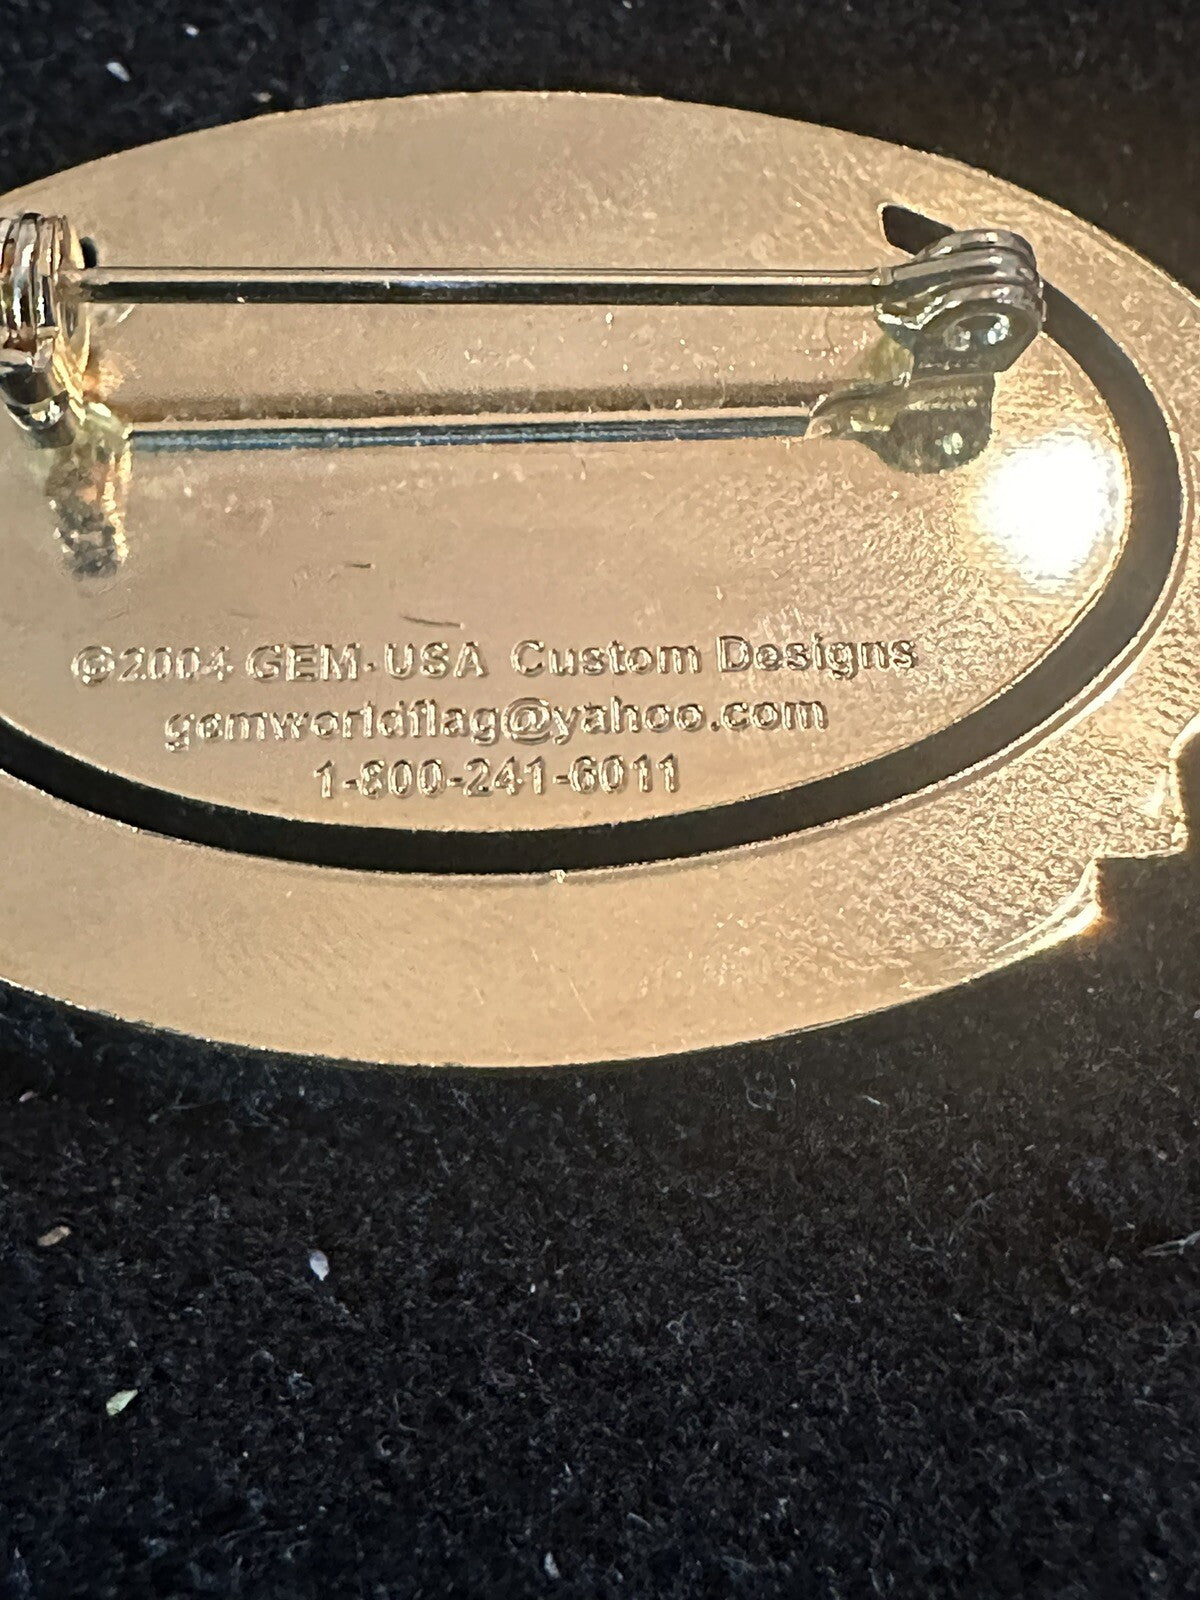 ©2004 GEM-USA Custom Designs
gemworldflag@yahoo.com
1-800-241-6011